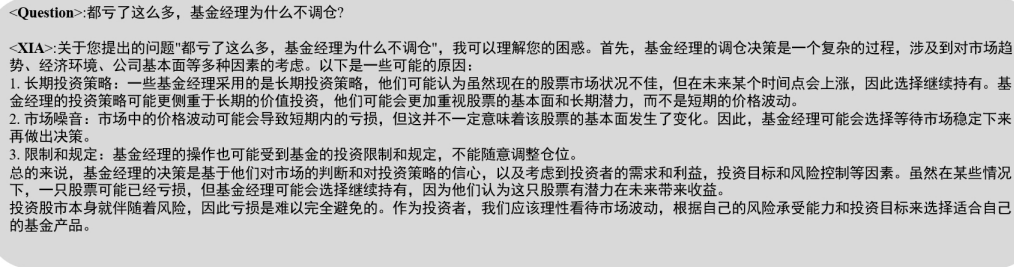 <Question>:都亏了这么多，基金经理为什么不调仓?
<XIA>:关于您提出的问题"都亏了这么多，基金经理为什么不调仓"，我可以理解您的困惑。首先，基金经理的调仓决策是一个复杂的过程，涉及到对市场趋
势、经济环境、公司基本面等多种因素的考虑。以下是一些可能的原因：
1. 长期投资策略：一些基金经理采用的是长期投资策略，他们可能认为虽然现在的股票市场状况不佳，但在未来某个时间点会上涨，因此选择继续持有。基
金经理的投资策略可能更侧重于长期的价值投资，他们可能会更加重视股票的基本面和长期潜力，而不是短期的价格波动。
2. 市场噪音：市场中的价格波动可能会导致短期内的亏损，但这并不一定意味着该股票的基本面发生了变化。因此，基金经理可能会选择等待市场稳定下来
再做出决策。
3. 限制和规定：基金经理的操作也可能受到基金的投资限制和规定，不能随意调整仓位。
总的来说，基金经理的决策是基于他们对市场的判断和对投资策略的信心，以及考虑到投资者的需求和利益，投资目标和风险控制等因素。虽然在某些情况
下，一只股票可能已经亏损，但基金经理可能会选择继续持有，因为他们认为这只股票有潜力在未来带来收益。
投资股市本身就伴随着风险，因此亏损是难以完全避免的。作为投资者，我们应该理性看待市场波动，根据自己的风险承受能力和投资目标来选择适合自己
的基金产品。